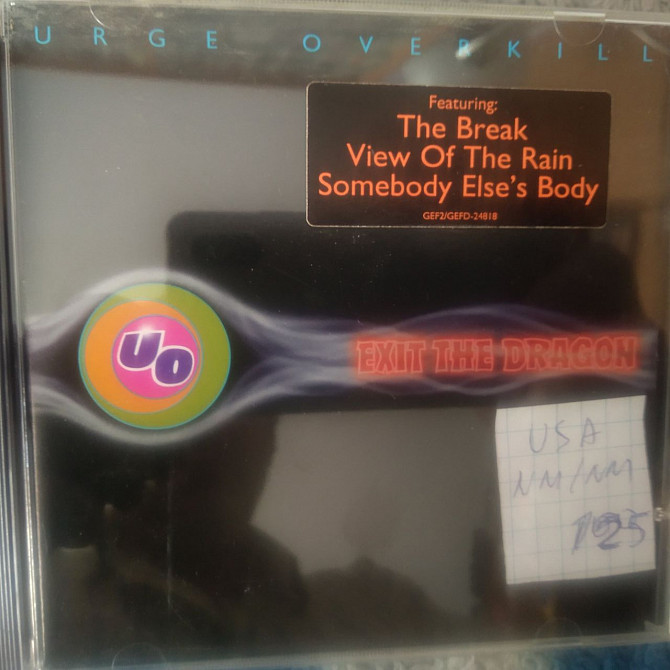 URGE OVERKILL
Featuring:
The Break
View Of The Rain
Somebody Else's Body
GEF2/GEFD-24818
UO
EXIT THE DRAGON
USA
NM/NM